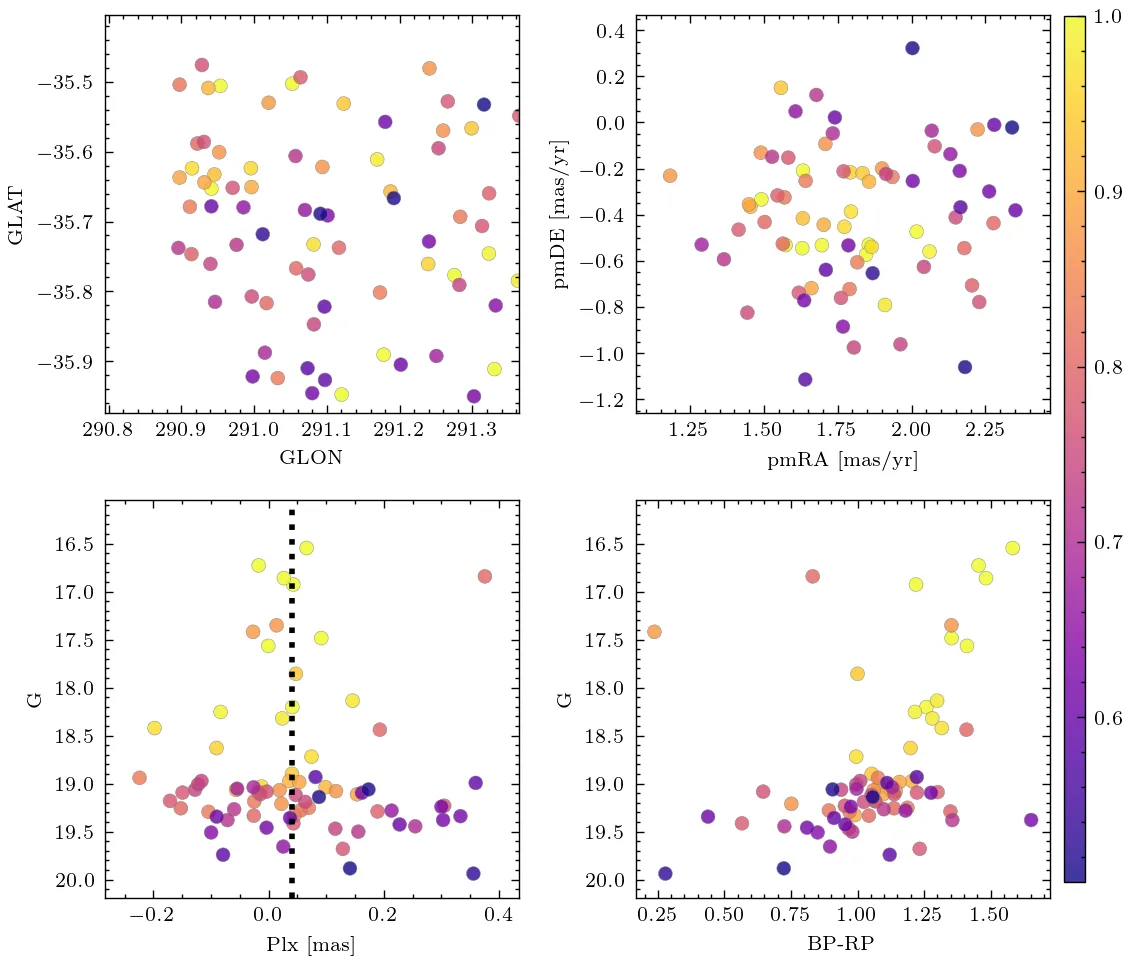 −35.5
−35.6
−35.7
−35.8
−35.9
GLAT
290.8 290.9 291.0 291.1 291.2 291.3
GLON
0.4
0.2
0.0
−0.2
−0.4
−0.6
−0.8
−1.0
−1.2
pmDE [mas/yr]
1.25 1.50 1.75 2.00 2.25
pmRA [mas/yr]
1.0
0.9
0.8
0.7
0.6
16.5
17.0
17.5
18.0
18.5
19.0
19.5
20.0
G
−0.2 0.0 0.2 0.4
Plx [mas]
16.5
17.0
17.5
18.0
18.5
19.0
19.5
20.0
G
0.25 0.50 0.75 1.00 1.25 1.50
BP-RP